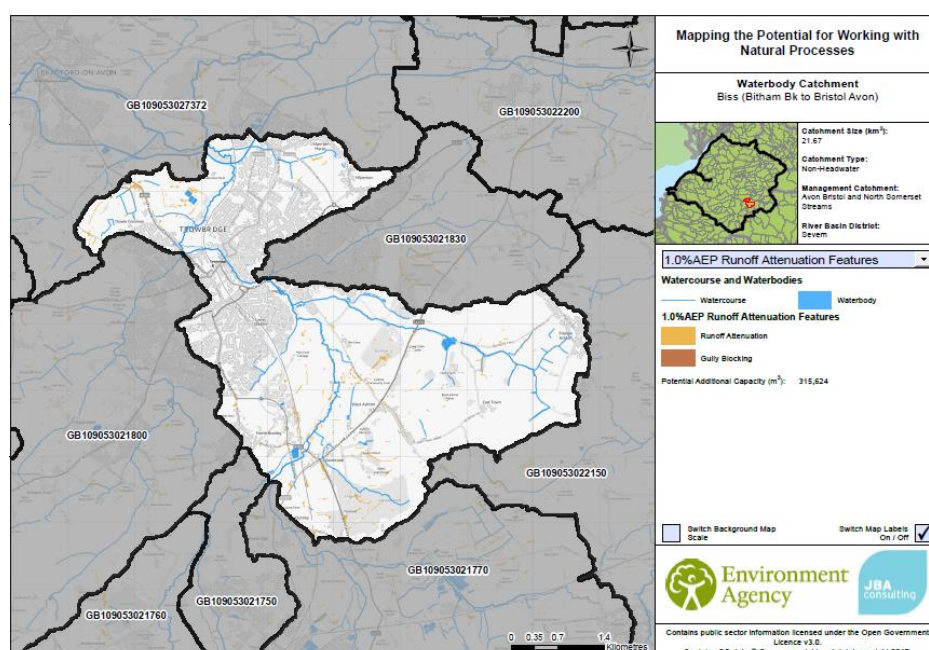 BRADFORD-ON-AVON
GB109053027372
GB109053022200
TROWBRIDGE
GB109053021830
GB109053021800
GB109053022150
GB109053021770
GB109053021750
GB109053021760
0 0.35 0.7 1.4
Kilometres
Mapping the Potential for Working with
Natural Processes
Waterbody Catchment
Biss (Bitham Bk to Bristol Avon)
Catchment Size (km²):
21.67
Catchment Type:
Non-Headwater
Management Catchment:
Avon Bristol and North Somerset
Streams
River Basin District:
Severn
1.0%AEP Runoff Attenuation Features
Watercourse and Waterbodies
Watercourse Waterbody
1.0%AEP Runoff Attenuation Features
Runoff Attenuation
Gully Blocking
Potential Additional Capacity (m³): 315,624
Switch Background Map
Scale
Switch Map Labels
On / Off
Environment
Agency
JBA
consulting
Contains public sector information licensed under the Open Government
Licence v3.0.